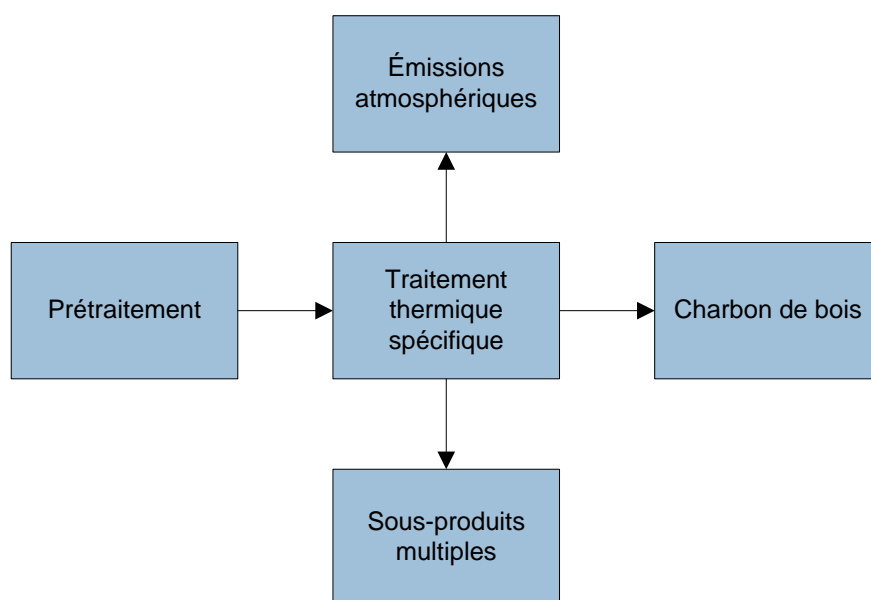 Émissions
atmosphériques
Prétraitement
Traitement
thermique
spécifique
Charbon de bois
Sous-produits
multiples